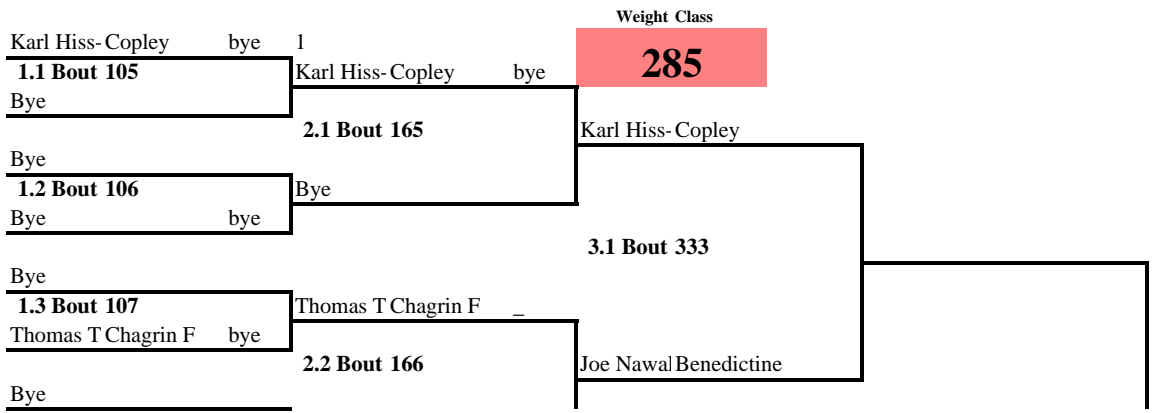 Weight Class
285
Karl Hiss- Copley bye 1
1.1 Bout 105
Karl Hiss- Copley bye
Bye
2.1 Bout 165
Karl Hiss- Copley
Bye
1.2 Bout 106
Bye
Bye bye
3.1 Bout 333
Bye
1.3 Bout 107
Thomas T Chagrin F _
Thomas T Chagrin F bye
2.2 Bout 166
Joe Nawal Benedictine
Bye